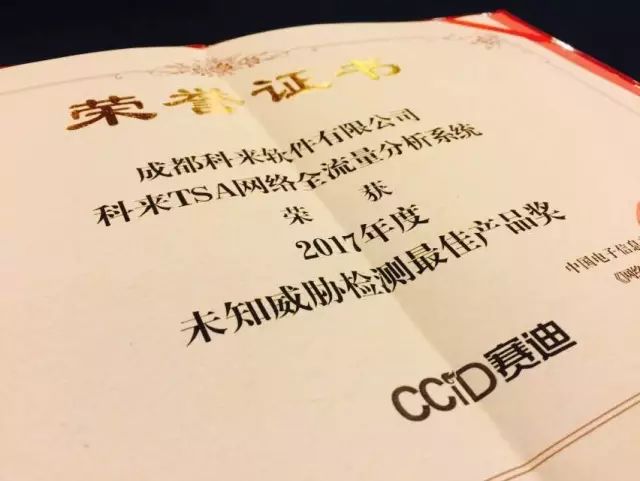 荣誉证书
成都科来软件有限公司
科来TSA网络全流量分析系统
荣 获
2017年度
未知威胁检测最佳产品奖
中国电子信息
《网络
CCID赛迪